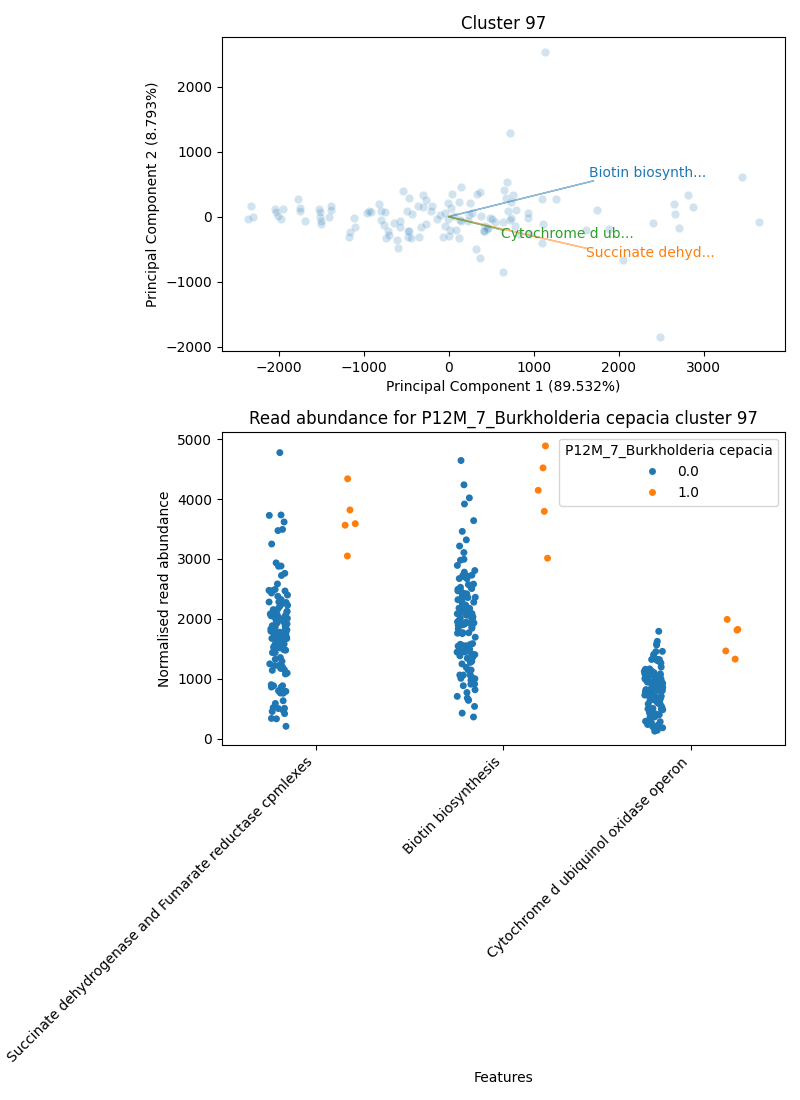 Cluster 97
Principal Component 2 (8.793%)
2000
1000
0
−1000
−2000
Biotin biosynth...
Cytochrome d ub...
Succinate dehyd...
−2000 −1000 0 1000 2000 3000
Principal Component 1 (89.532%)
Read abundance for P12M_7_Burkholderia cepacia cluster 97
Normalised read abundance
5000
4000
3000
2000
1000
0
P12M_7_Burkholderia cepacia
0.0
1.0
Succinate dehydrogenase and Fumarate reductase cpmlexes
Biotin biosynthesis
Cytochrome d ubiquinol oxidase operon
Features